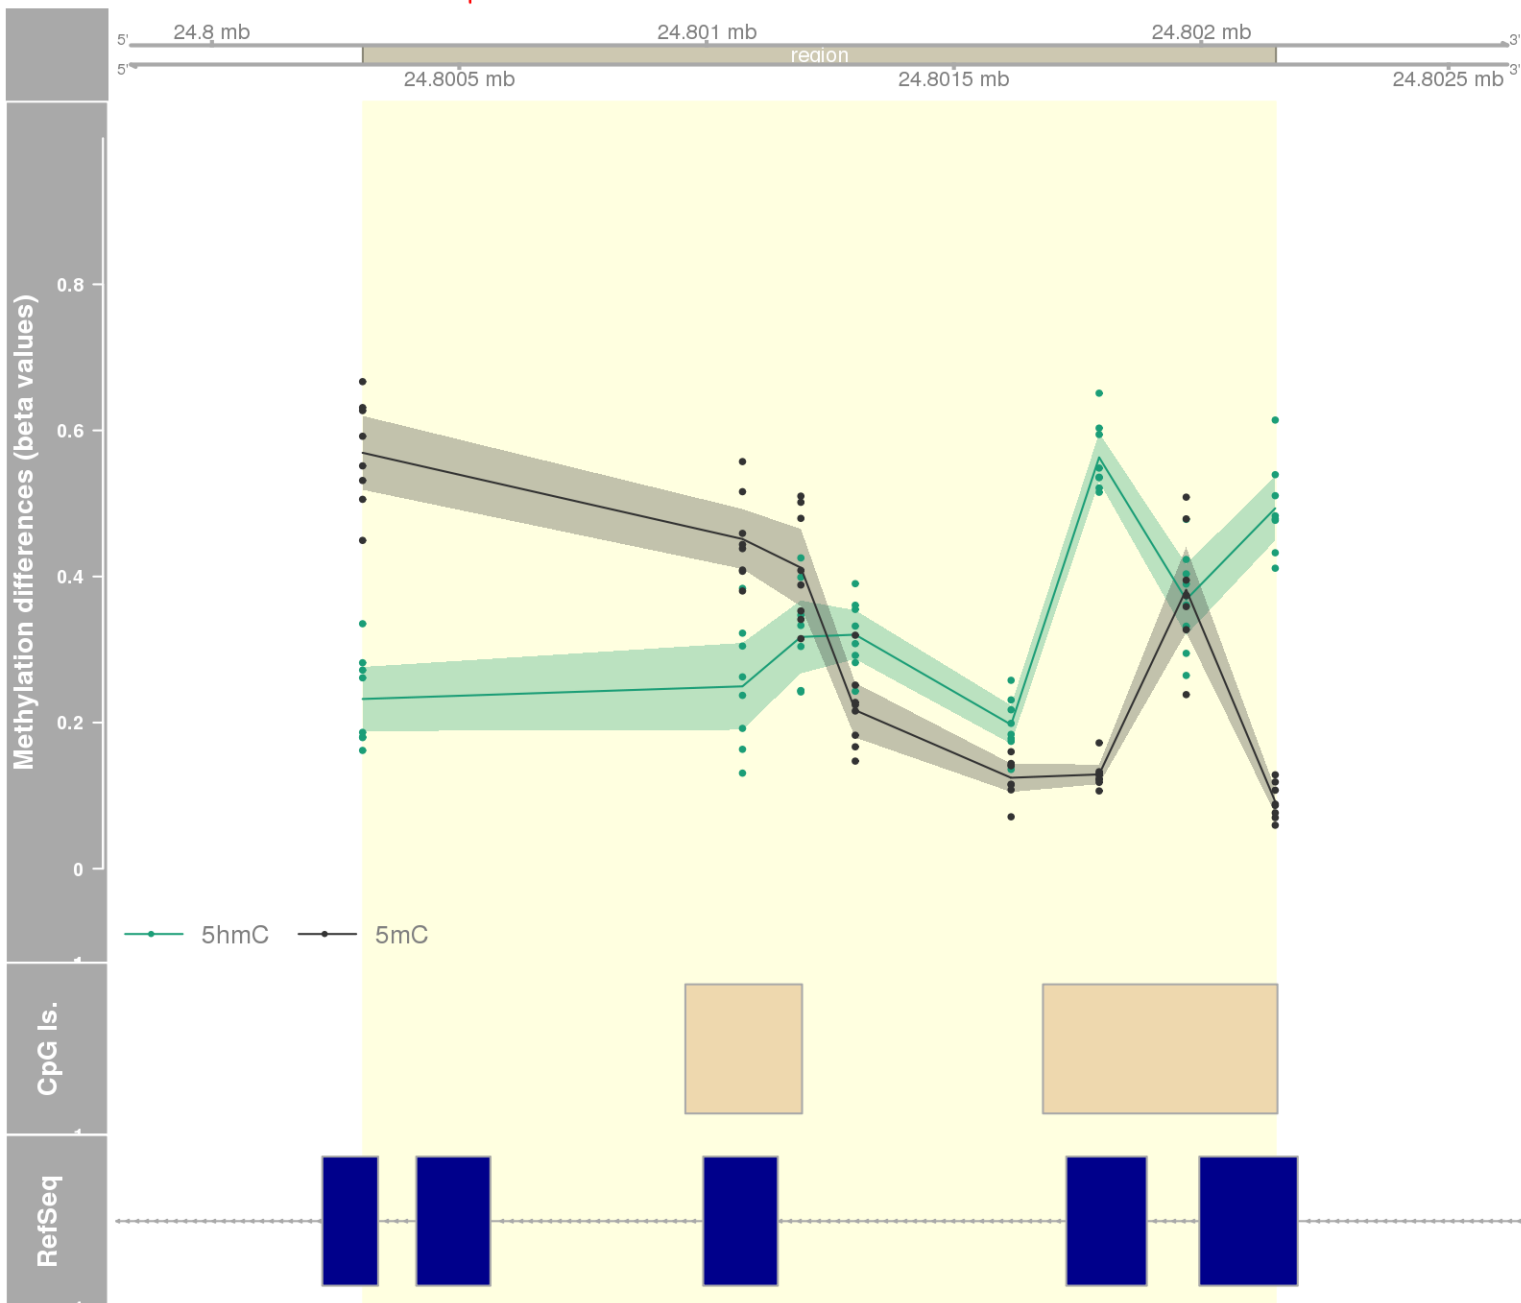 24.8 mb 24.801 mb 24.802 mb
5' 3'
region
5' 3'
24.8005 mb 24.8015 mb 24.8025 mb
Methylation differences (beta values)
0.8
0.6
0.4
0.2
0
5hmC 5mC
CpG Is.
RefSeq